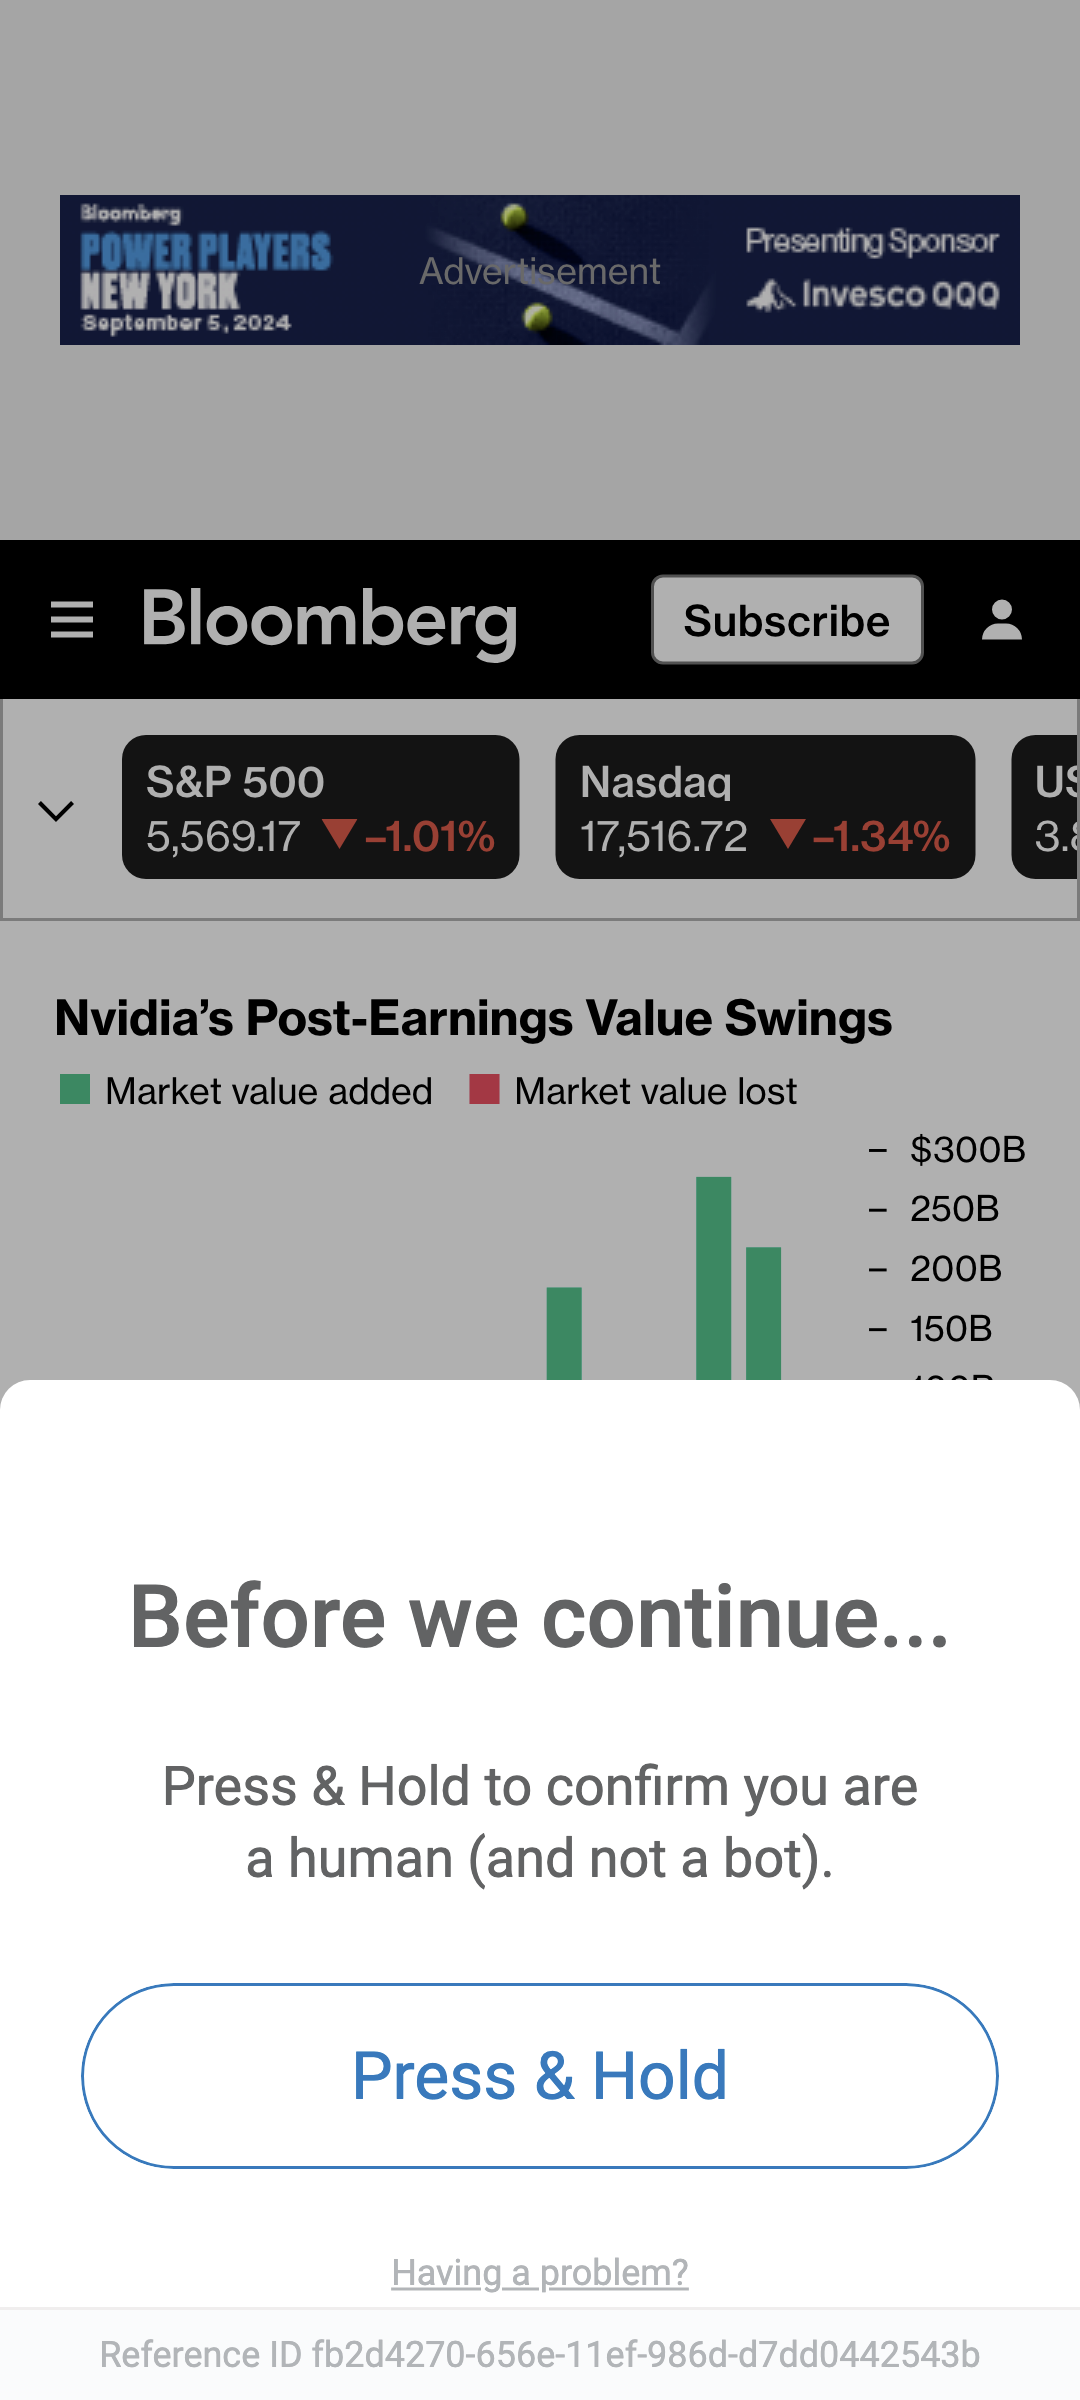 Bloomberg
POWER PLAYERS
NEW YORK
September 5, 2024
Advertisement
Presenting Sponsor
Invesco QQQ
Bloomberg
Subscribe
S&P 500
5,569.17 ▼ –1.01%
Nasdaq
17,516.72 ▼ –1.34%
US
3.8
Nvidia’s Post-Earnings Value Swings
Market value added
Market value lost
– $300B
– 250B
– 200B
– 150B
100B
Before we continue...
Press & Hold to confirm you are
a human (and not a bot).
Press & Hold
Having a problem?
Reference ID fb2d4270-656e-11ef-986d-d7dd0442543b